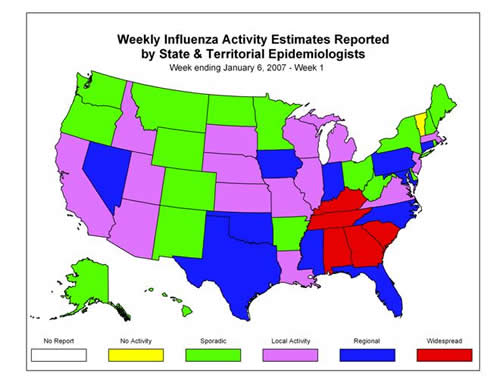 Weekly Influenza Activity Estimates Reported
by State & Territorial Epidemiologists
Week ending January 6, 2007 - Week 1
No Report No Activity Sporadic Local Activity Regional Widespread